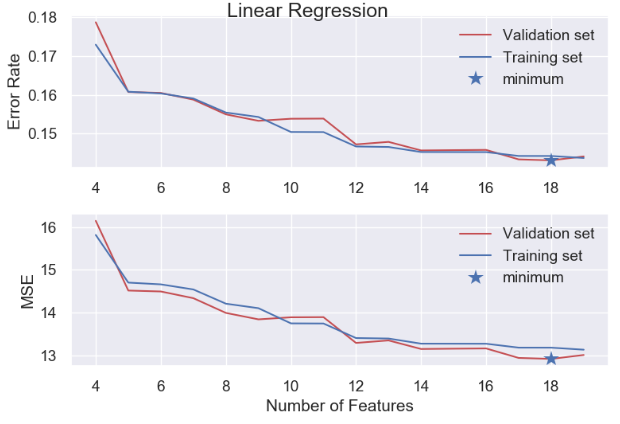 Linear Regression
0.18
0.17
0.16
0.15
Error Rate
Validation set
Training set
minimum
4 6 8 10 12 14 16 18
16
15
14
13
MSE
Validation set
Training set
minimum
4 6 8 10 12 14 16 18
Number of Features